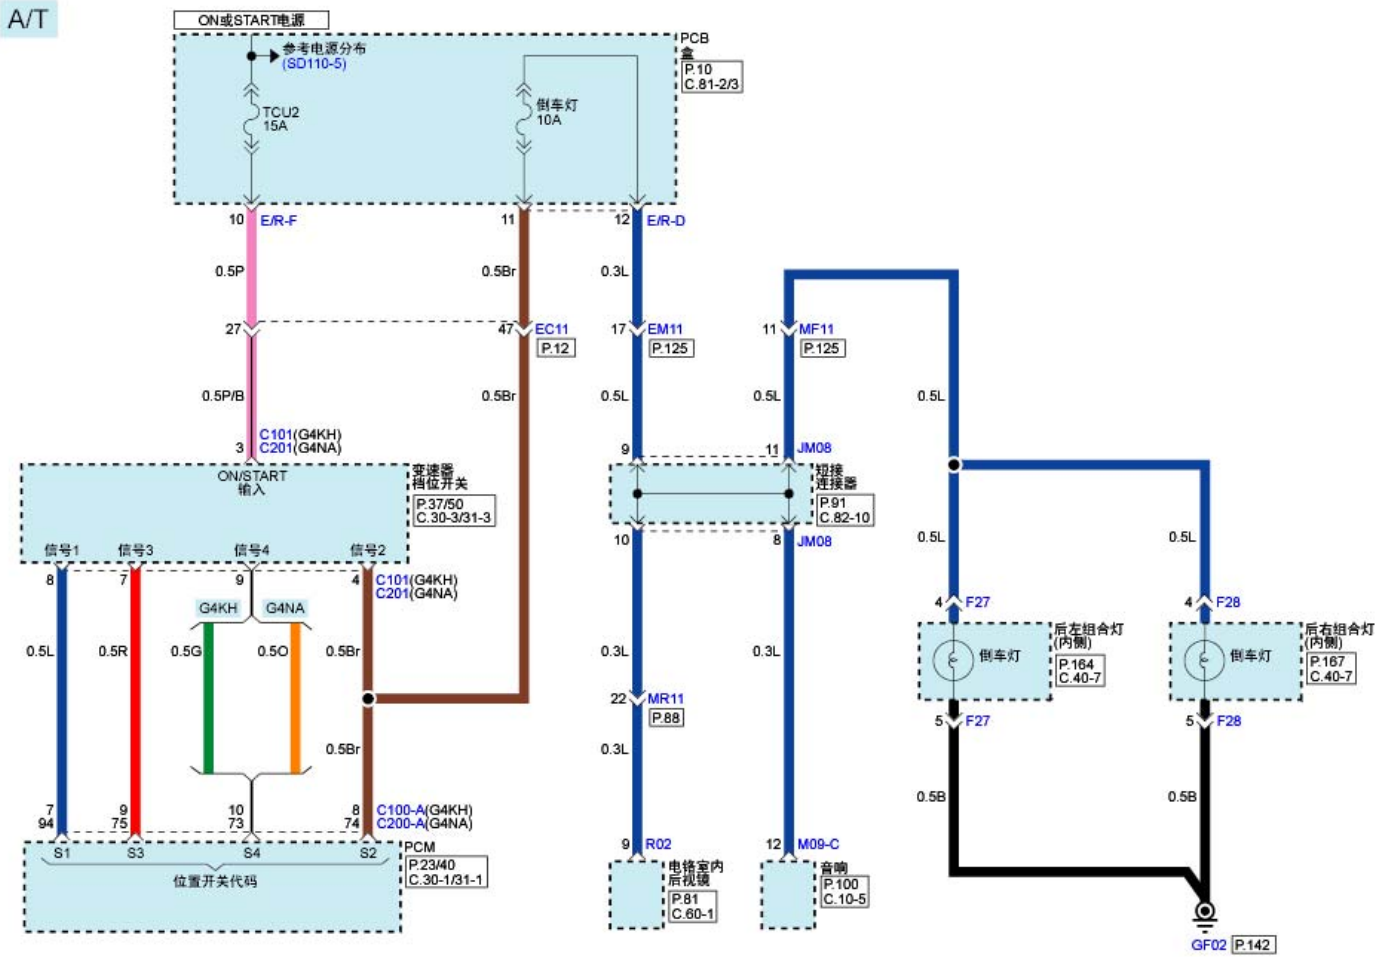 A/T
ON或START电源
参考电源分布
(SD110-5)
TCU2
15A
倒车灯
10A
PCB
盒
P.10
C.81-2/3
10
E/R-F
11
12
E/R-D
0.5P
0.5Br
0.3L
27
47
EC11
P.12
17
EM11
P.125
11
MF11
P.125
0.5P/B
0.5Br
0.5L
0.5L
0.5L
C101(G4KH)
C201(G4NA)
3
9
11
JM08
ON/START
输入
变速器
档位开关
P.37/50
C.30-3/31-3
短接
连接器
P.91
C.82-10
信号1
信号3
信号4
信号2
10
8
JM08
0.5L
0.5L
8
7
9
4
C101(G4KH)
C201(G4NA)
G4KH
G4NA
4
F27
4
F28
后左组合灯
(内侧)
倒车灯
P.164
C.40-7
后右组合灯
(内侧)
倒车灯
P.167
C.40-7
0.5L
0.5R
0.5G
0.5O
0.5Br
0.3L
0.3L
22
MR11
P.88
5
F27
5
F28
0.5Br
0.3L
0.5B
0.5B
7
94
9
75
10
73
8
74
C100-A(G4KH)
C200-A(G4NA)
S1
S3
S4
S2
位置开关代码
PCM
P.23/40
C.30-1/31-1
9
R02
电铬室内
后视镜
P.81
C.60-1
12
M09-C
音响
P.100
C.10-5
GF02
P.142